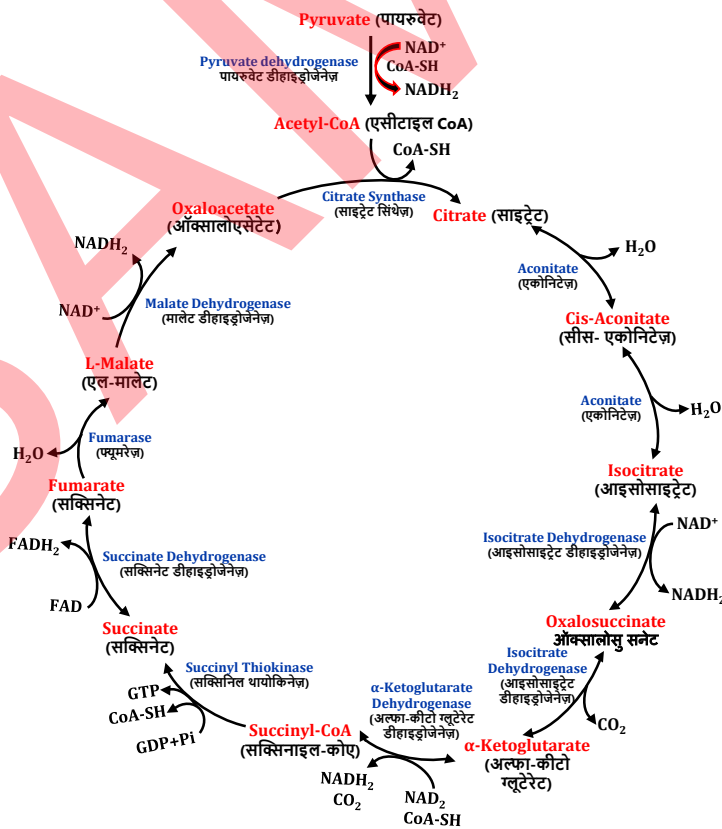 Pyruvate (पायरुवेट)
Pyruvate dehydrogenase
पायरुवेट डीहाइड्रोजेनेज़
NAD⁺
CoA-SH
NADH₂
Acetyl-CoA (एसीटाइल CoA)
CoA-SH
Citrate Synthase
(साइट्रेट सिंथेज़)
Oxaloacetate
(ऑक्सालोएसेटेट)
Citrate (साइट्रेट)
H₂O
Aconitate
(एकोनिटेज़)
Cis-Aconitate
(सीस- एकोनिटेज़)
Aconitate
(एकोनिटेज़)
H₂O
Isocitrate
(आइसोसाइट्रेट)
Isocitrate Dehydrogenase
(आइसोसाइट्रेट डीहाइड्रोजेनेज़)
NAD⁺
NADH₂
Oxalosuccinate
ऑक्सालोसु सनेट
Isocitrate
Dehydrogenase
(आइसोसाइट्रेट
डीहाइड्रोजेनेज़)
CO₂
α-Ketoglutarate
(अल्फा-कीटो
ग्लूटेरेट)
α-Ketoglutarate
Dehydrogenase
(अल्फा-कीटो ग्लूटेरेट
डीहाइड्रोजेनेज़)
NAD₂
CoA-SH
NADH₂
CO₂
Succinyl-CoA
(सक्सिनाइल-कोए)
Succinyl Thiokinase
(सक्सिनिल थायोकिनेज़)
GTP
CoA-SH
GDP+Pi
Succinate
(सक्सिनेट)
Succinate Dehydrogenase
(सक्सिनेट डीहाइड्रोजेनेज़)
FADH₂
FAD
Fumarate
(सक्सिनेट)
Fumarase
(फ्यूमरेज़)
H₂O
L-Malate
(एल-मालेट)
Malate Dehydrogenase
(मालेट डीहाइड्रोजेनेज़)
NADH₂
NAD⁺